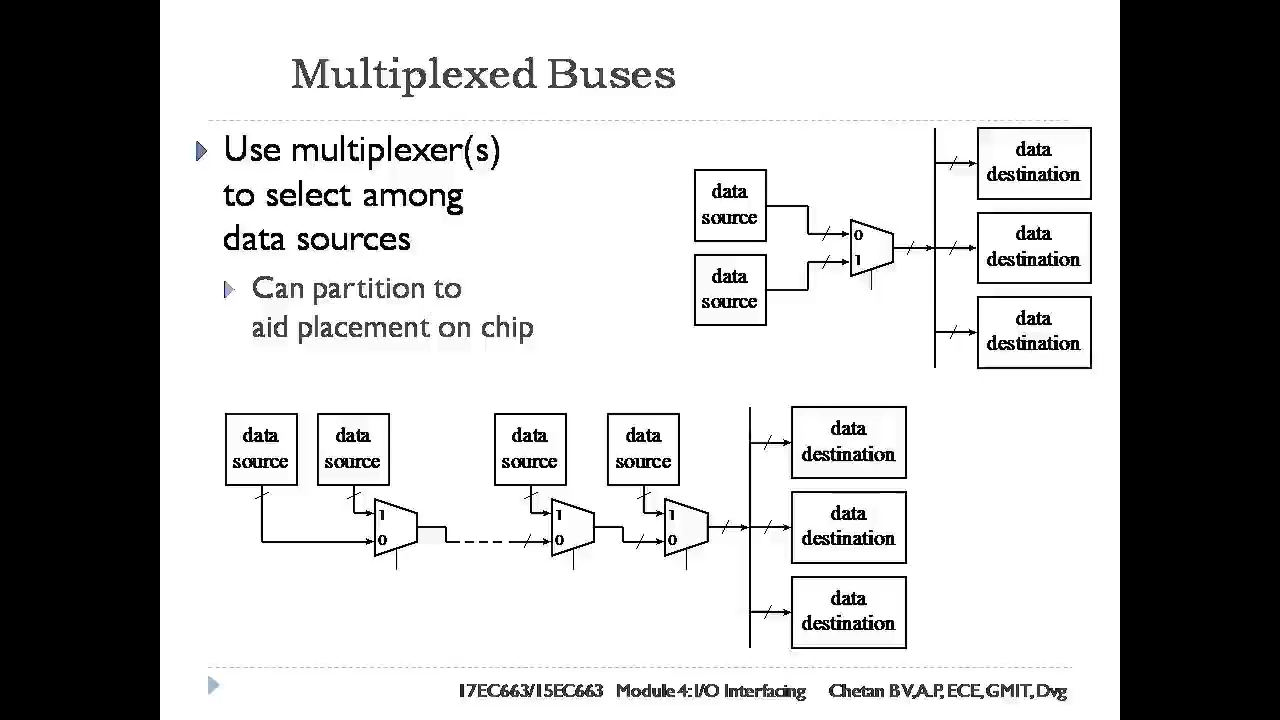 Multiplexed Buses
Use multiplexer(s)
to select among
data sources
Can partition to
aid placement on chip
data
source
data
source
0
1
data
destination
data
destination
data
destination
data
source
data
source
data
source
data
source
1
0
1
0
1
0
data
destination
data
destination
data
destination
17EC663/15EC663 Module 4: I/O Interfacing Chetan BV,A.P, ECE, GMIT, Dvg